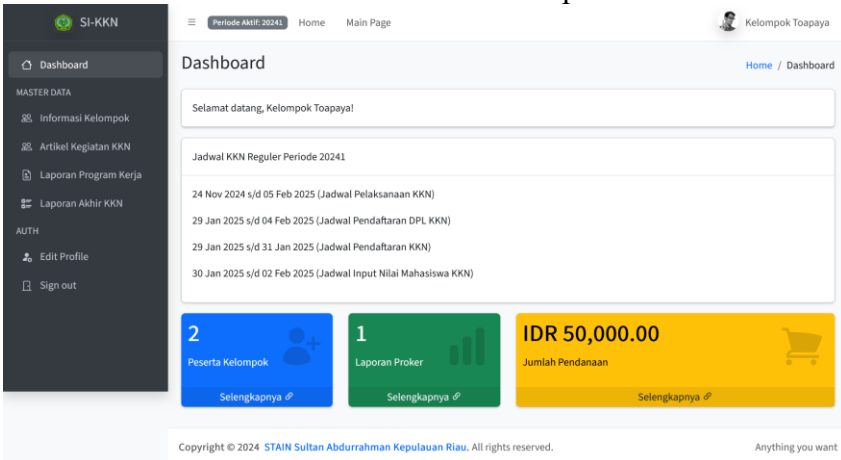 SI-KKN
Periode Aktif: 20241 Home Main Page
Kelompok Toapaya
Dashboard
MASTER DATA
Informasi Kelompok
Artikel Kegiatan KKN
Laporan Program Kerja
Laporan Akhir KKN
AUTH
Edit Profile
Sign out
Dashboard
Home / Dashboard
Selamat datang, Kelompok Toapaya!
Jadwal KKN Reguler Periode 20241
24 Nov 2024 s/d 05 Feb 2025 (Jadwal Pelaksanaan KKN)
29 Jan 2025 s/d 04 Feb 2025 (Jadwal Pendaftaran DPL KKN)
29 Jan 2025 s/d 31 Jan 2025 (Jadwal Pendaftaran KKN)
30 Jan 2025 s/d 02 Feb 2025 (Jadwal Input Nilai Mahasiswa KKN)
2
Peserta Kelompok
Selengkapnya
1
Laporan Proker
Selengkapnya
IDR 50,000.00
Jumlah Pendanaan
Selengkapnya
Copyright © 2024 STAIN Sultan Abdurrahman Kepulauan Riau. All rights reserved.
Anything you want